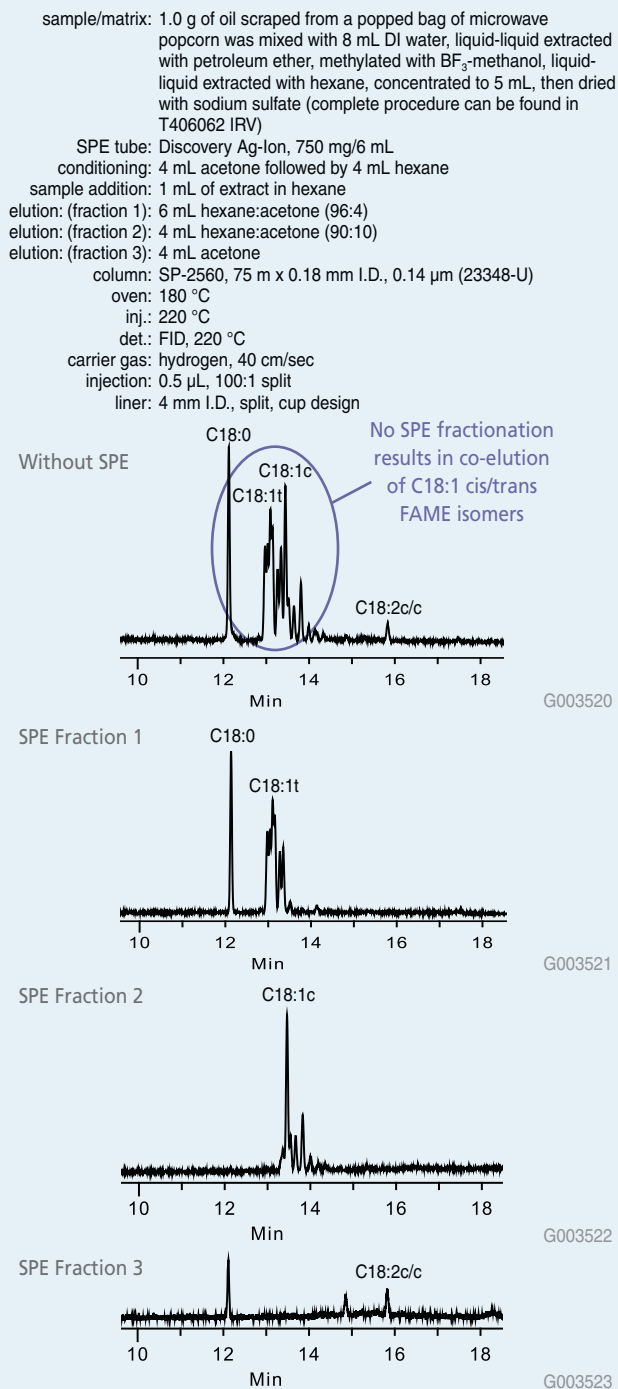 sample/matrix: 1.0 g of oil scraped from a popped bag of microwave
popcorn was mixed with 8 mL DI water, liquid-liquid extracted
with petroleum ether, methylated with BF3-methanol, liquid-
liquid extracted with hexane, concentrated to 5 mL, then dried
with sodium sulfate (complete procedure can be found in
T406062 IRV)
SPE tube: Discovery Ag-Ion, 750 mg/6 mL
conditioning: 4 mL acetone followed by 4 mL hexane
sample addition: 1 mL of extract in hexane
elution: (fraction 1): 6 mL hexane:acetone (96:4)
elution: (fraction 2): 4 mL hexane:acetone (90:10)
elution: (fraction 3): 4 mL acetone
column: SP-2560, 75 m x 0.18 mm I.D., 0.14 µm (23348-U)
oven: 180 °C
inj.: 220 °C
det.: FID, 220 °C
carrier gas: hydrogen, 40 cm/sec
injection: 0.5 µL, 100:1 split
liner: 4 mm I.D., split, cup design
Without SPE
C18:0
C18:1t
C18:1c
No SPE fractionation
results in co-elution
of C18:1 cis/trans
FAME isomers
C18:2c/c
10 12 14 16 18
Min
G003520
SPE Fraction 1
C18:0
C18:1t
10 12 14 16 18
Min
G003521
SPE Fraction 2
C18:1c
10 12 14 16 18
Min
G003522
SPE Fraction 3
C18:2c/c
10 12 14 16 18
Min
G003523